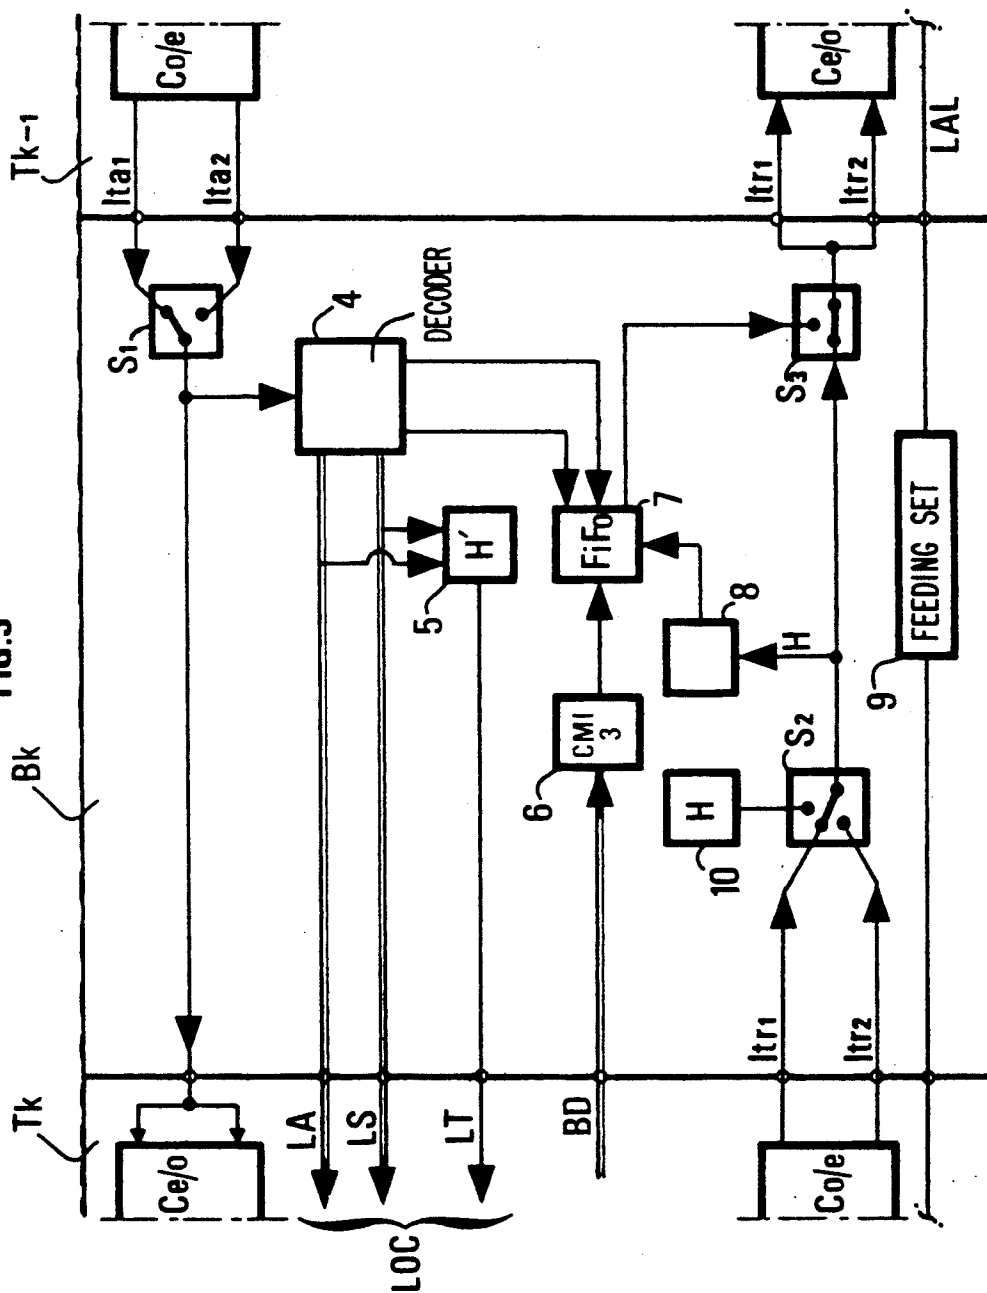 FIG.3
Tk
Bk
Tk-1
Ce/o
Co/e
Ita1
Ita2
S1
4
DECODER
LA
LS
LT
LOC
5
H'
BD
6
CMI
3
FiFo
7
8
H
10
H
S2
S3
Itr1
Itr2
Itr1
Itr2
Co/e
Ce/o
9
FEEDING SET
LAL